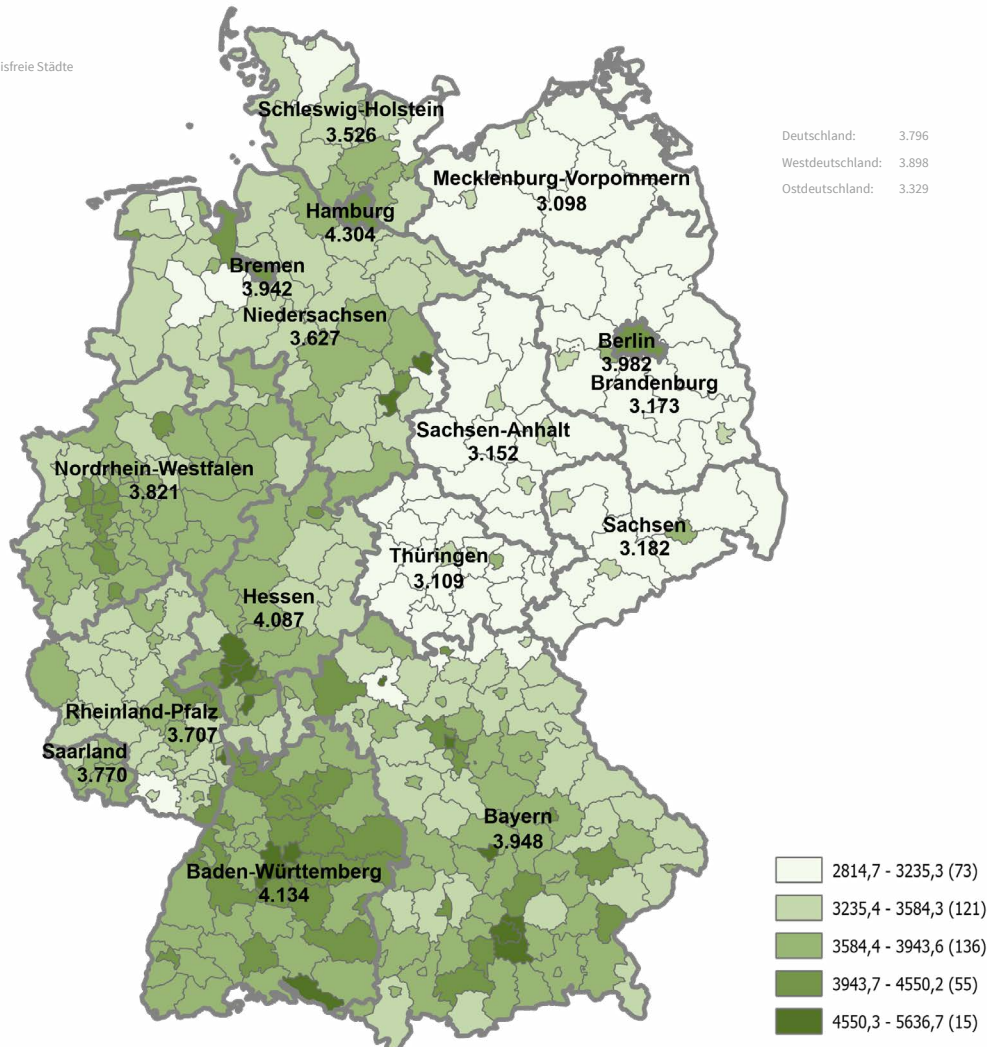 isfreie Städte
Schleswig-Holstein
3.526
Deutschland: 3.796
Westdeutschland: 3.898
Ostdeutschland: 3.329
Mecklenburg-Vorpommern
3.098
Hamburg
4.304
Bremen
3.942
Niedersachsen
3.627
Berlin
3.982
Brandenburg
3.173
Sachsen-Anhalt
3.152
Nordrhein-Westfalen
3.821
Sachsen
3.182
Thüringen
3.109
Hessen
4.087
Rheinland-Pfalz
3.707
Saarland
3.770
Bayern
3.948
Baden-Württemberg
4.134
2814,7 - 3235,3 (73)
3235,4 - 3584,3 (121)
3584,4 - 3943,6 (136)
3943,7 - 4550,2 (55)
4550,3 - 5636,7 (15)